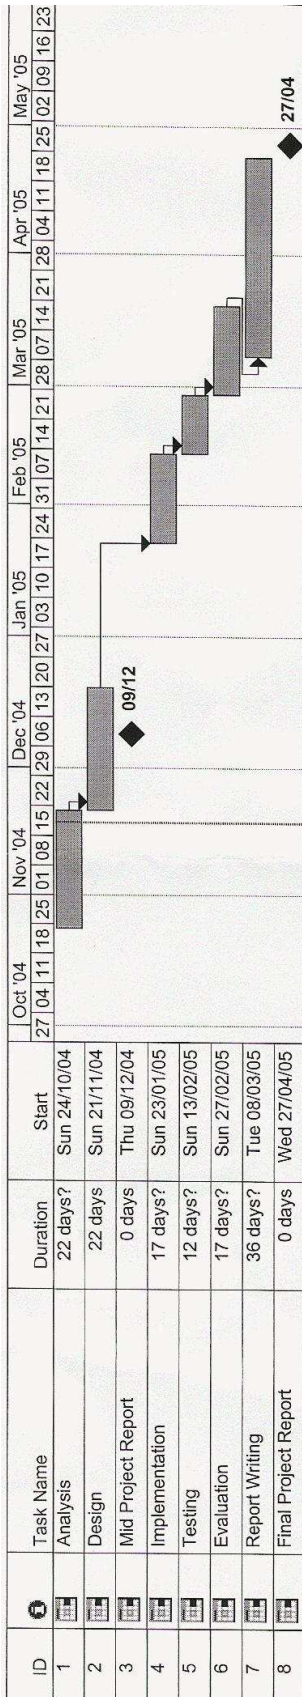 ID Task Name Duration Start Oct '04 Nov '04 Dec '04 Jan '05 Feb '05 Mar '05 Apr '05 May '05
27 04 11 18 25 01 08 15 22 29 06 13 20 27 03 10 17 24 31 07 14 21 28 07 14 21 28 04 11 18 25 02 09 16 23
1 Analysis 22 days? Sun 24/10/04
2 Design 22 days Sun 21/11/04
3 Mid Project Report 0 days Thu 09/12/04 09/12
4 Implementation 17 days? Sun 23/01/05
5 Testing 12 days? Sun 13/02/05
6 Evaluation 17 days? Sun 27/02/05
7 Report Writing 36 days? Tue 08/03/05
8 Final Project Report 0 days Wed 27/04/05 27/04